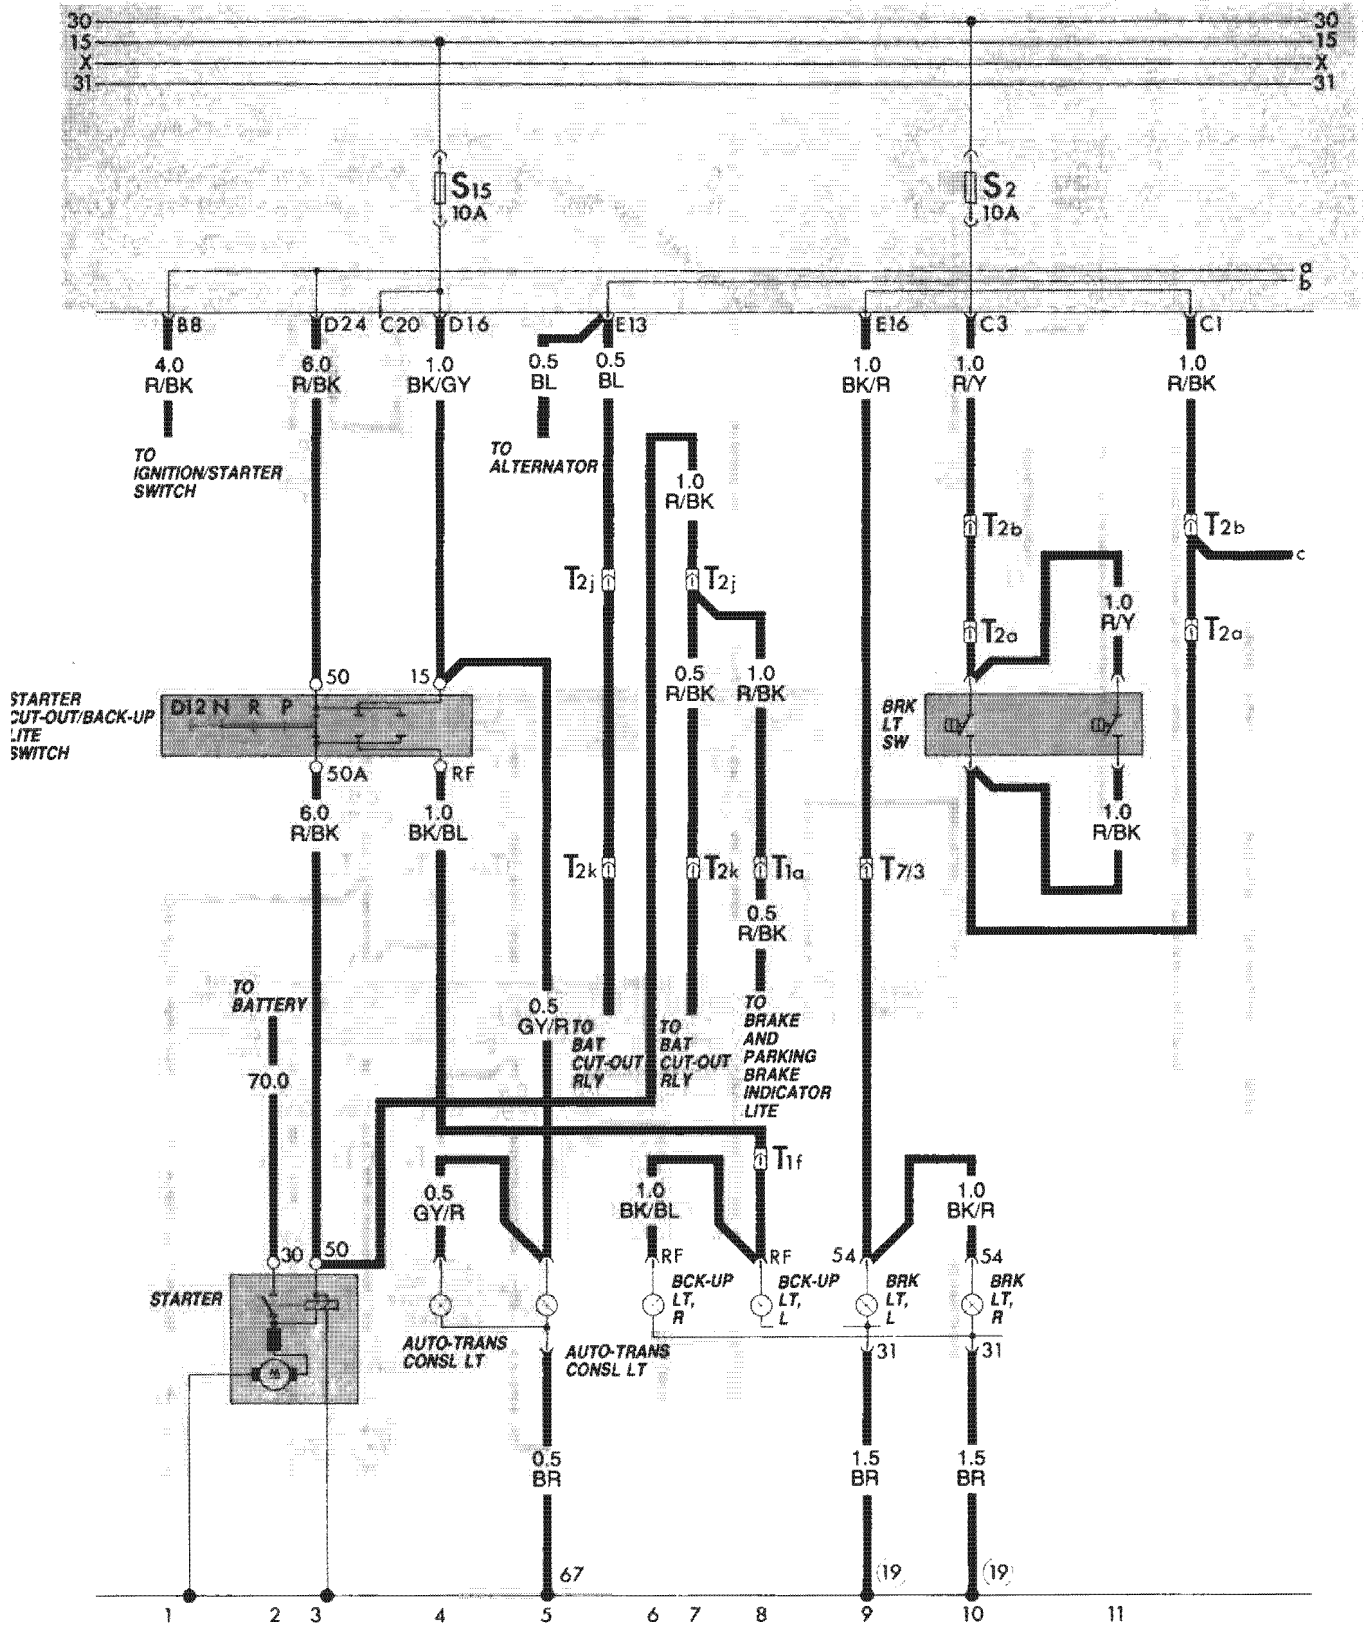 30 30
15 15
X X
31 31
S15
10A
S2
10A
a
b
B8 D24 C20 D16 E13 E16 C3 C1
4.0
R/BK
6.0
R/BK
1.0
BK/GY
0.5
BL
0.5
BL
1.0
BK/R
1.0
R/Y
1.0
R/BK
TO
IGNITION/STARTER
SWITCH
TO
ALTERNATOR
1.0
R/BK
T2b
T2b
c
T2j
T2j
1.0
R/Y
T2a
T2a
0.5
R/BK
1.0
R/BK
50
15
STARTER
CUT-OUT/BACK-UP
LITE
SWITCH
D12 N R P
BRK
LT
SW
50A
RF
6.0
R/BK
1.0
BK/BL
1.0
R/BK
T2k
T2k
T1a
T7/3
0.5
R/BK
TO
BATTERY
70.0
0.5
GY/R
TO
BAT
CUT-OUT
RLY
TO
BAT
CUT-OUT
RLY
TO
BRAKE
AND
PARKING
BRAKE
INDICATOR
LITE
T1f
0.5
GY/R
1.0
BK/BL
1.0
BK/R
30
50
RF
RF
54
54
STARTER
BCK-UP
LT,
R
BCK-UP
LT,
L
BRK
LT,
L
BRK
LT,
R
M
AUTO-TRANS
CONSL LT
AUTO-TRANS
CONSL LT
31
31
0.5
BR
1.5
BR
1.5
BR
67
19
19
1 2 3 4 5 6 7 8 9 10 11